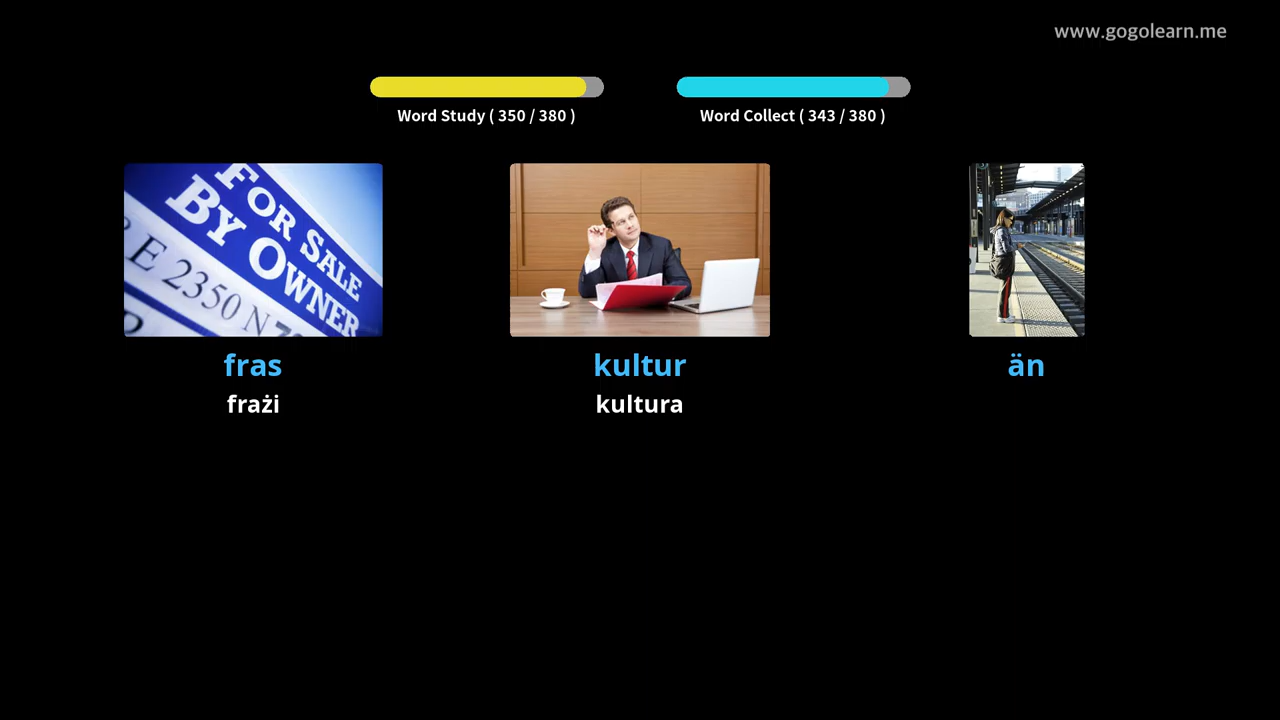 www.gogolearn.me
Word Study ( 350 / 380 )
Word Collect ( 343 / 380 )
FOR SALE
BY OWNER
E 2350 N
fras
kultur
än
frażi
kultura